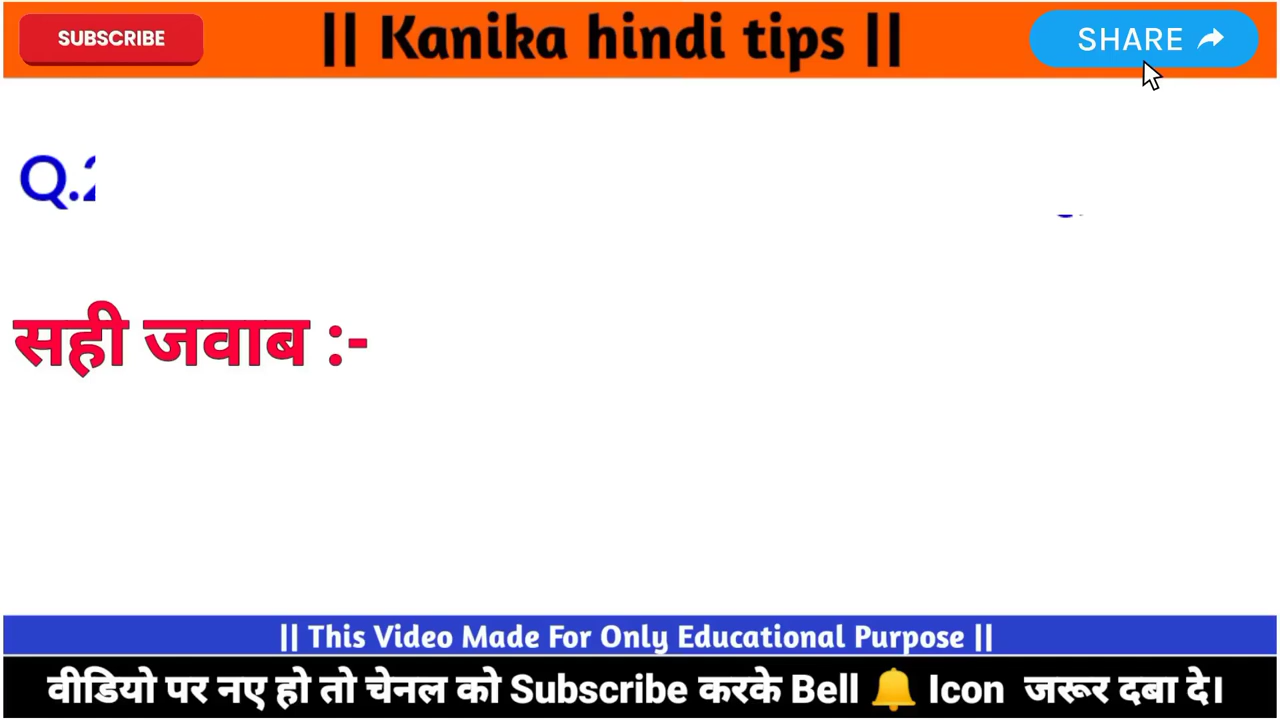 SUBSCRIBE
|| Kanika hindi tips ||
SHARE
सही जवाब :-
|| This Video Made For Only Educational Purpose ||
वीडियो पर नए हो तो चेनल को Subscribe करके Bell 🔔 Icon जरूर दबा दे।